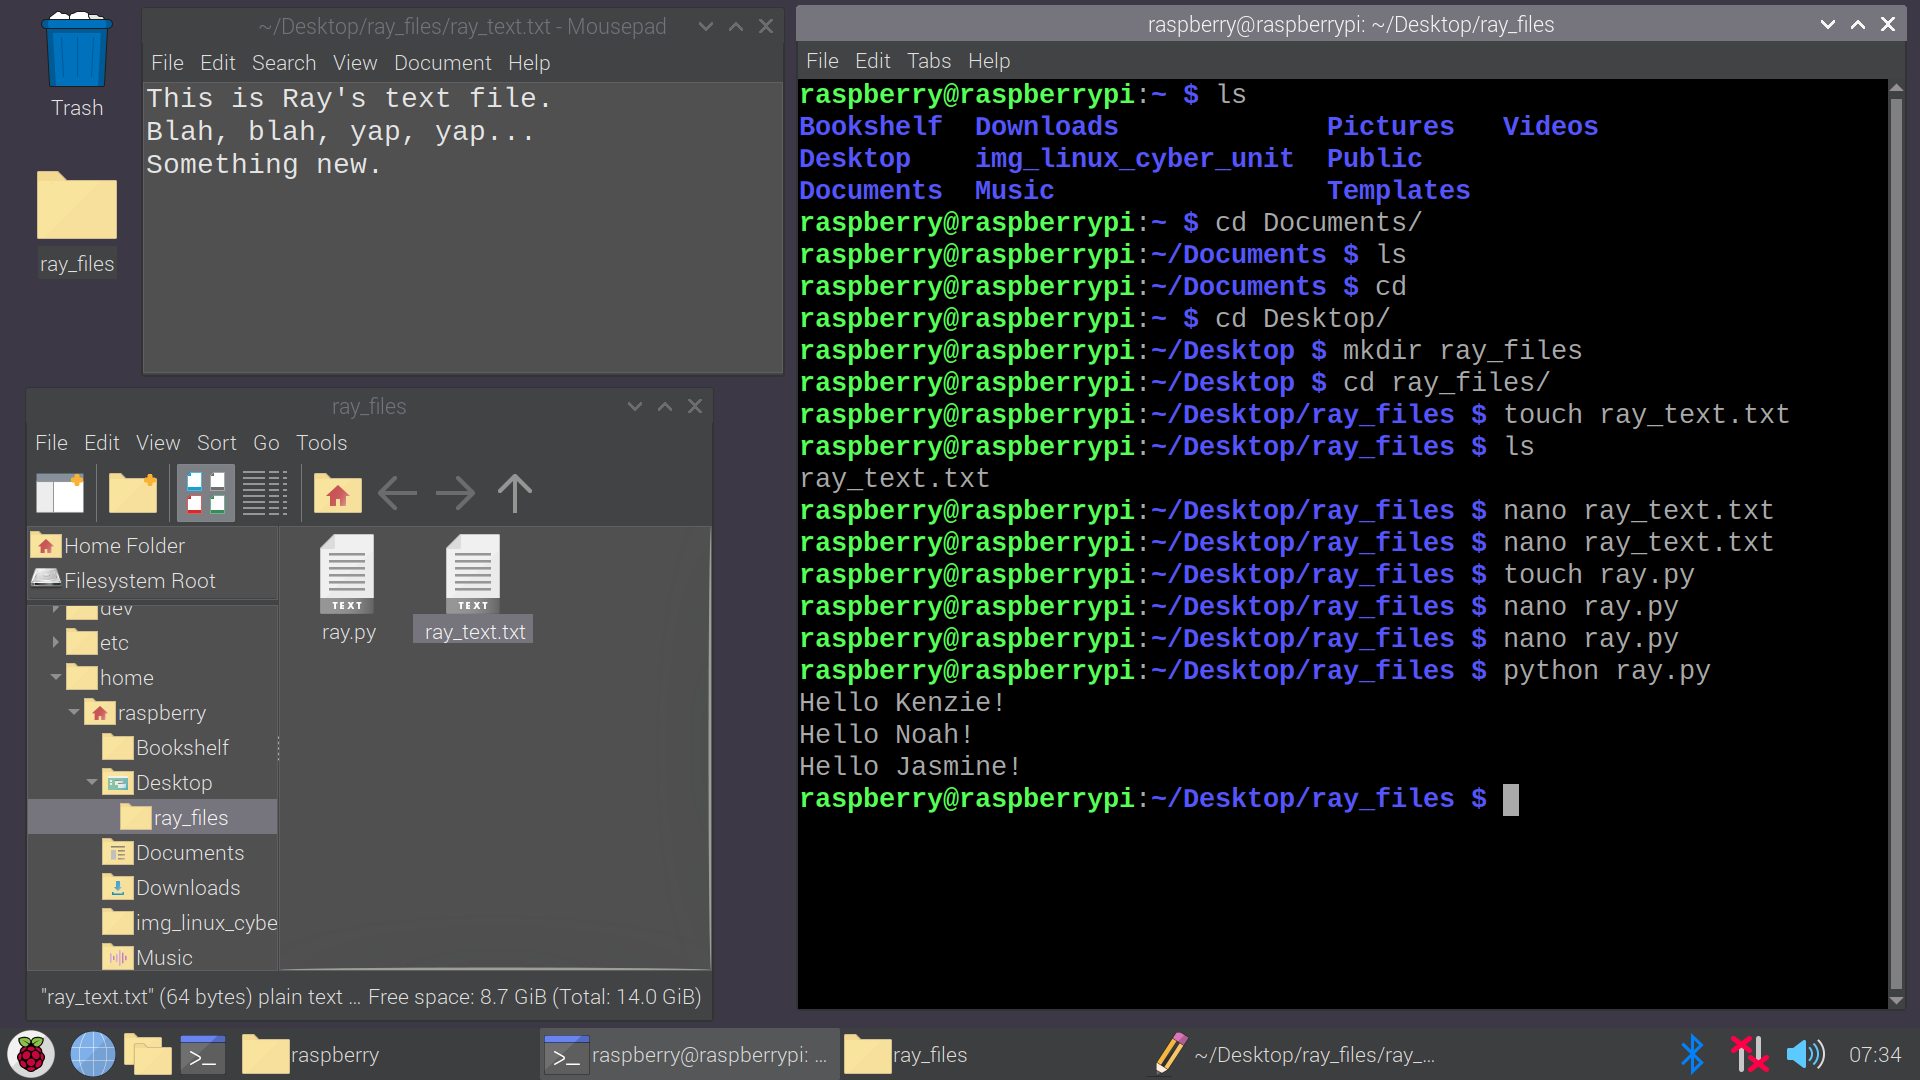 Trash
ray_files
~/Desktop/ray_files/ray_text.txt - Mousepad
File Edit Search View Document Help
This is Ray's text file.
Blah, blah, yap, yap...
Something new.
ray_files
File Edit View Sort Go Tools
Home Folder
Filesystem Root
dev
etc
home
raspberry
Bookshelf
Desktop
ray_files
Documents
Downloads
img_linux_cybe
Music
TEXT
ray.py
TEXT
ray_text.txt
"ray_text.txt" (64 bytes) plain text ... Free space: 8.7 GiB (Total: 14.0 GiB)
raspberry@raspberrypi: ~/Desktop/ray_files
File Edit Tabs Help
raspberry@raspberrypi:~ $ ls
Bookshelf Downloads Pictures Videos
Desktop img_linux_cyber_unit Public
Documents Music Templates
raspberry@raspberrypi:~ $ cd Documents/
raspberry@raspberrypi:~/Documents $ ls
raspberry@raspberrypi:~/Documents $ cd
raspberry@raspberrypi:~ $ cd Desktop/
raspberry@raspberrypi:~/Desktop $ mkdir ray_files
raspberry@raspberrypi:~/Desktop $ cd ray_files/
raspberry@raspberrypi:~/Desktop/ray_files $ touch ray_text.txt
raspberry@raspberrypi:~/Desktop/ray_files $ ls
ray_text.txt
raspberry@raspberrypi:~/Desktop/ray_files $ nano ray_text.txt
raspberry@raspberrypi:~/Desktop/ray_files $ nano ray_text.txt
raspberry@raspberrypi:~/Desktop/ray_files $ touch ray.py
raspberry@raspberrypi:~/Desktop/ray_files $ nano ray.py
raspberry@raspberrypi:~/Desktop/ray_files $ nano ray.py
raspberry@raspberrypi:~/Desktop/ray_files $ python ray.py
Hello Kenzie!
Hello Noah!
Hello Jasmine!
raspberry@raspberrypi:~/Desktop/ray_files $
>_
raspberry
>_
raspberry@raspberrypi: ...
ray_files
~/Desktop/ray_files/ray_...
07:34